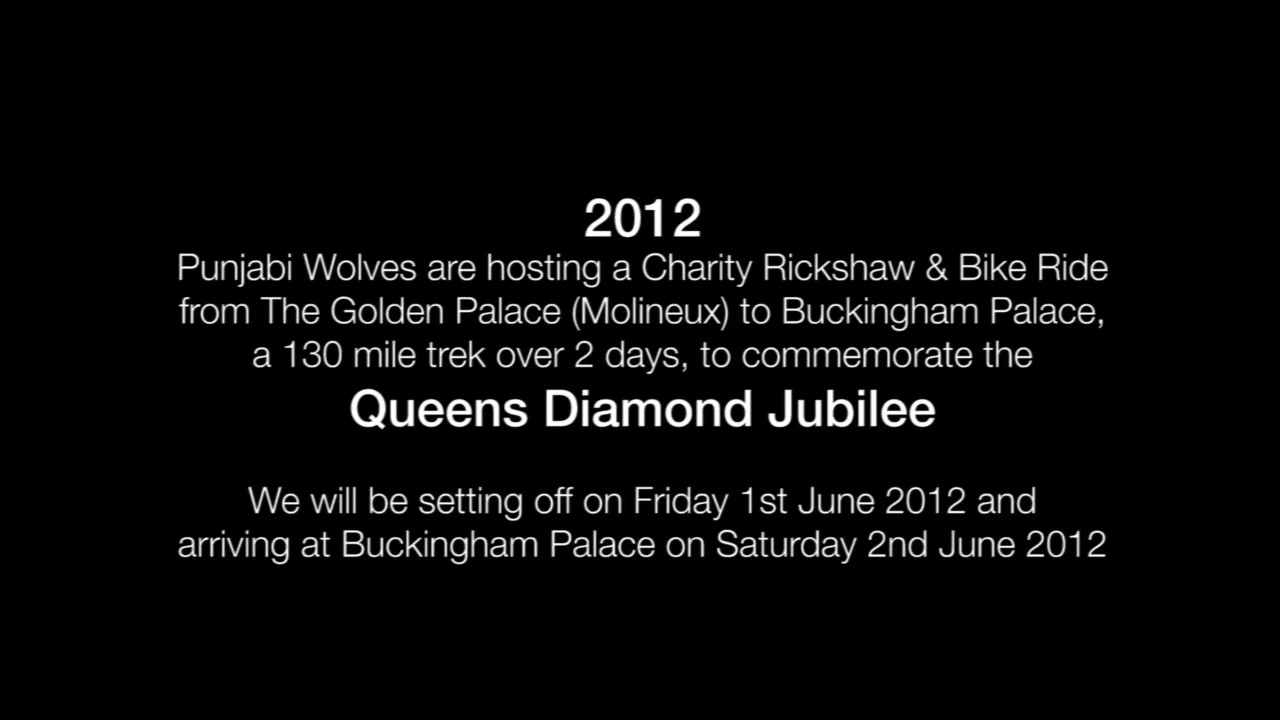 2012
Punjabi Wolves are hosting a Charity Rickshaw & Bike Ride
from The Golden Palace (Molineux) to Buckingham Palace,
a 130 mile trek over 2 days, to commemorate the
Queens Diamond Jubilee
We will be setting off on Friday 1st June 2012 and
arriving at Buckingham Palace on Saturday 2nd June 2012